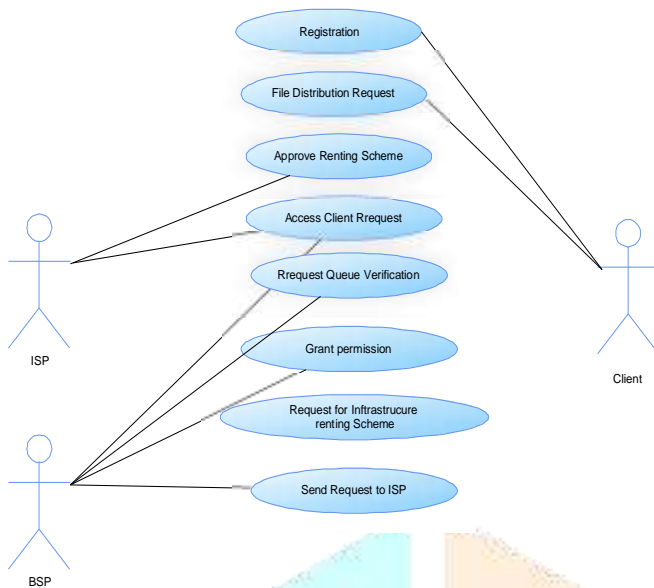 Registration
File Distribution Request
Approve Renting Scheme
Access Client Rrequest
Rrequest Queue Verification
Grant permission
Request for Inftrastrucure
renting Scheme
Send Request to ISP
ISP
Client
BSP